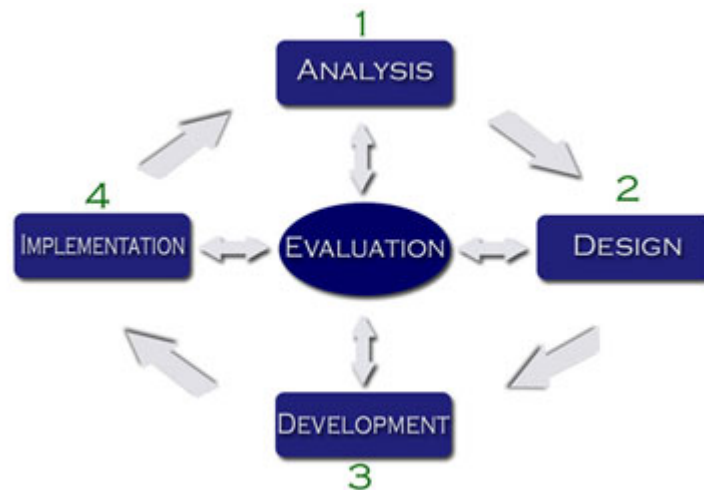 1
ANALYSIS
2
DESIGN
4
IMPLEMENTATION
EVALUATION
DEVELOPMENT
3